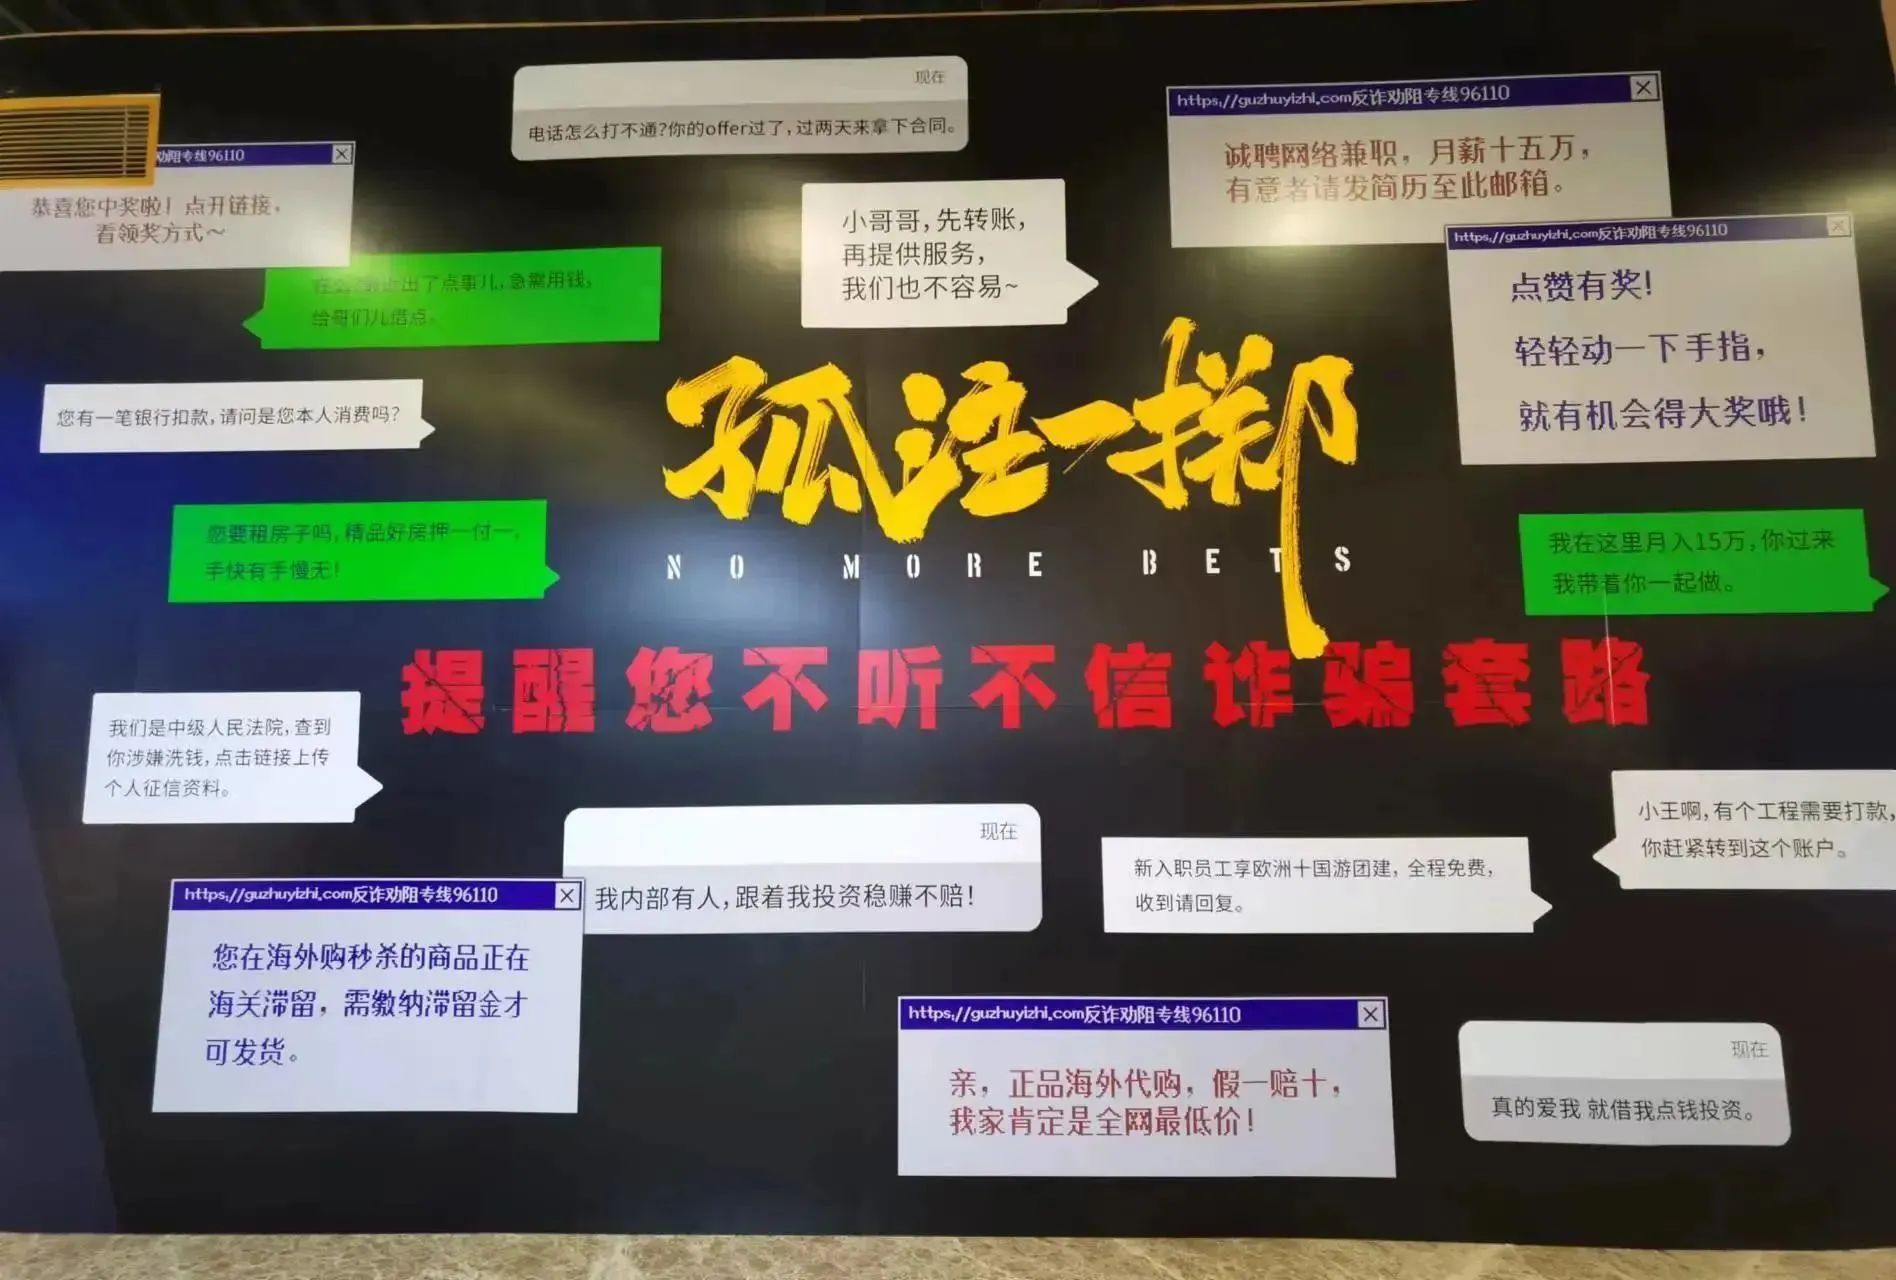 现在
电话怎么打不通?你的offer过了,过两天来拿下合同。
https://guzhuyizhi.com反诈劝阻专线96110
诚聘网络兼职，月薪十五万，
有意者请发简历至此邮箱。
劝阻专线96110
恭喜您中奖啦！点开链接，
看领奖方式～
小哥哥,先转账,
再提供服务,
我们也不容易~
https://guzhuyizhi.com反诈劝阻专线96110
点赞有奖！
轻轻动一下手指，
就有机会得大奖哦！
出了点事儿,急需用钱,
给哥们儿借点。
您有一笔银行扣款,请问是您本人消费吗?
孤注一掷
NO MORE BETS
您要租房子吗,精品好房押一付一,
手快有手慢无!
我在这里月入15万,你过来
我带着你一起做。
提醒您不听不信诈骗套路
我们是中级人民法院,查到
你涉嫌洗钱,点击链接上传
个人征信资料。
小王啊,有个工程需要打款,
你赶紧转到这个账户。
现在
我内部有人,跟着我投资稳赚不赔!
新入职员工享欧洲十国游团建，全程免费，
收到请回复。
https://guzhuyizhi.com反诈劝阻专线96110
您在海外购秒杀的商品正在
海关滞留，需缴纳滞留金才
可发货。
https://guzhuyizhi.com反诈劝阻专线96110
亲，正品海外代购，假一赔十，
我家肯定是全网最低价！
现在
真的爱我 就借我点钱投资。